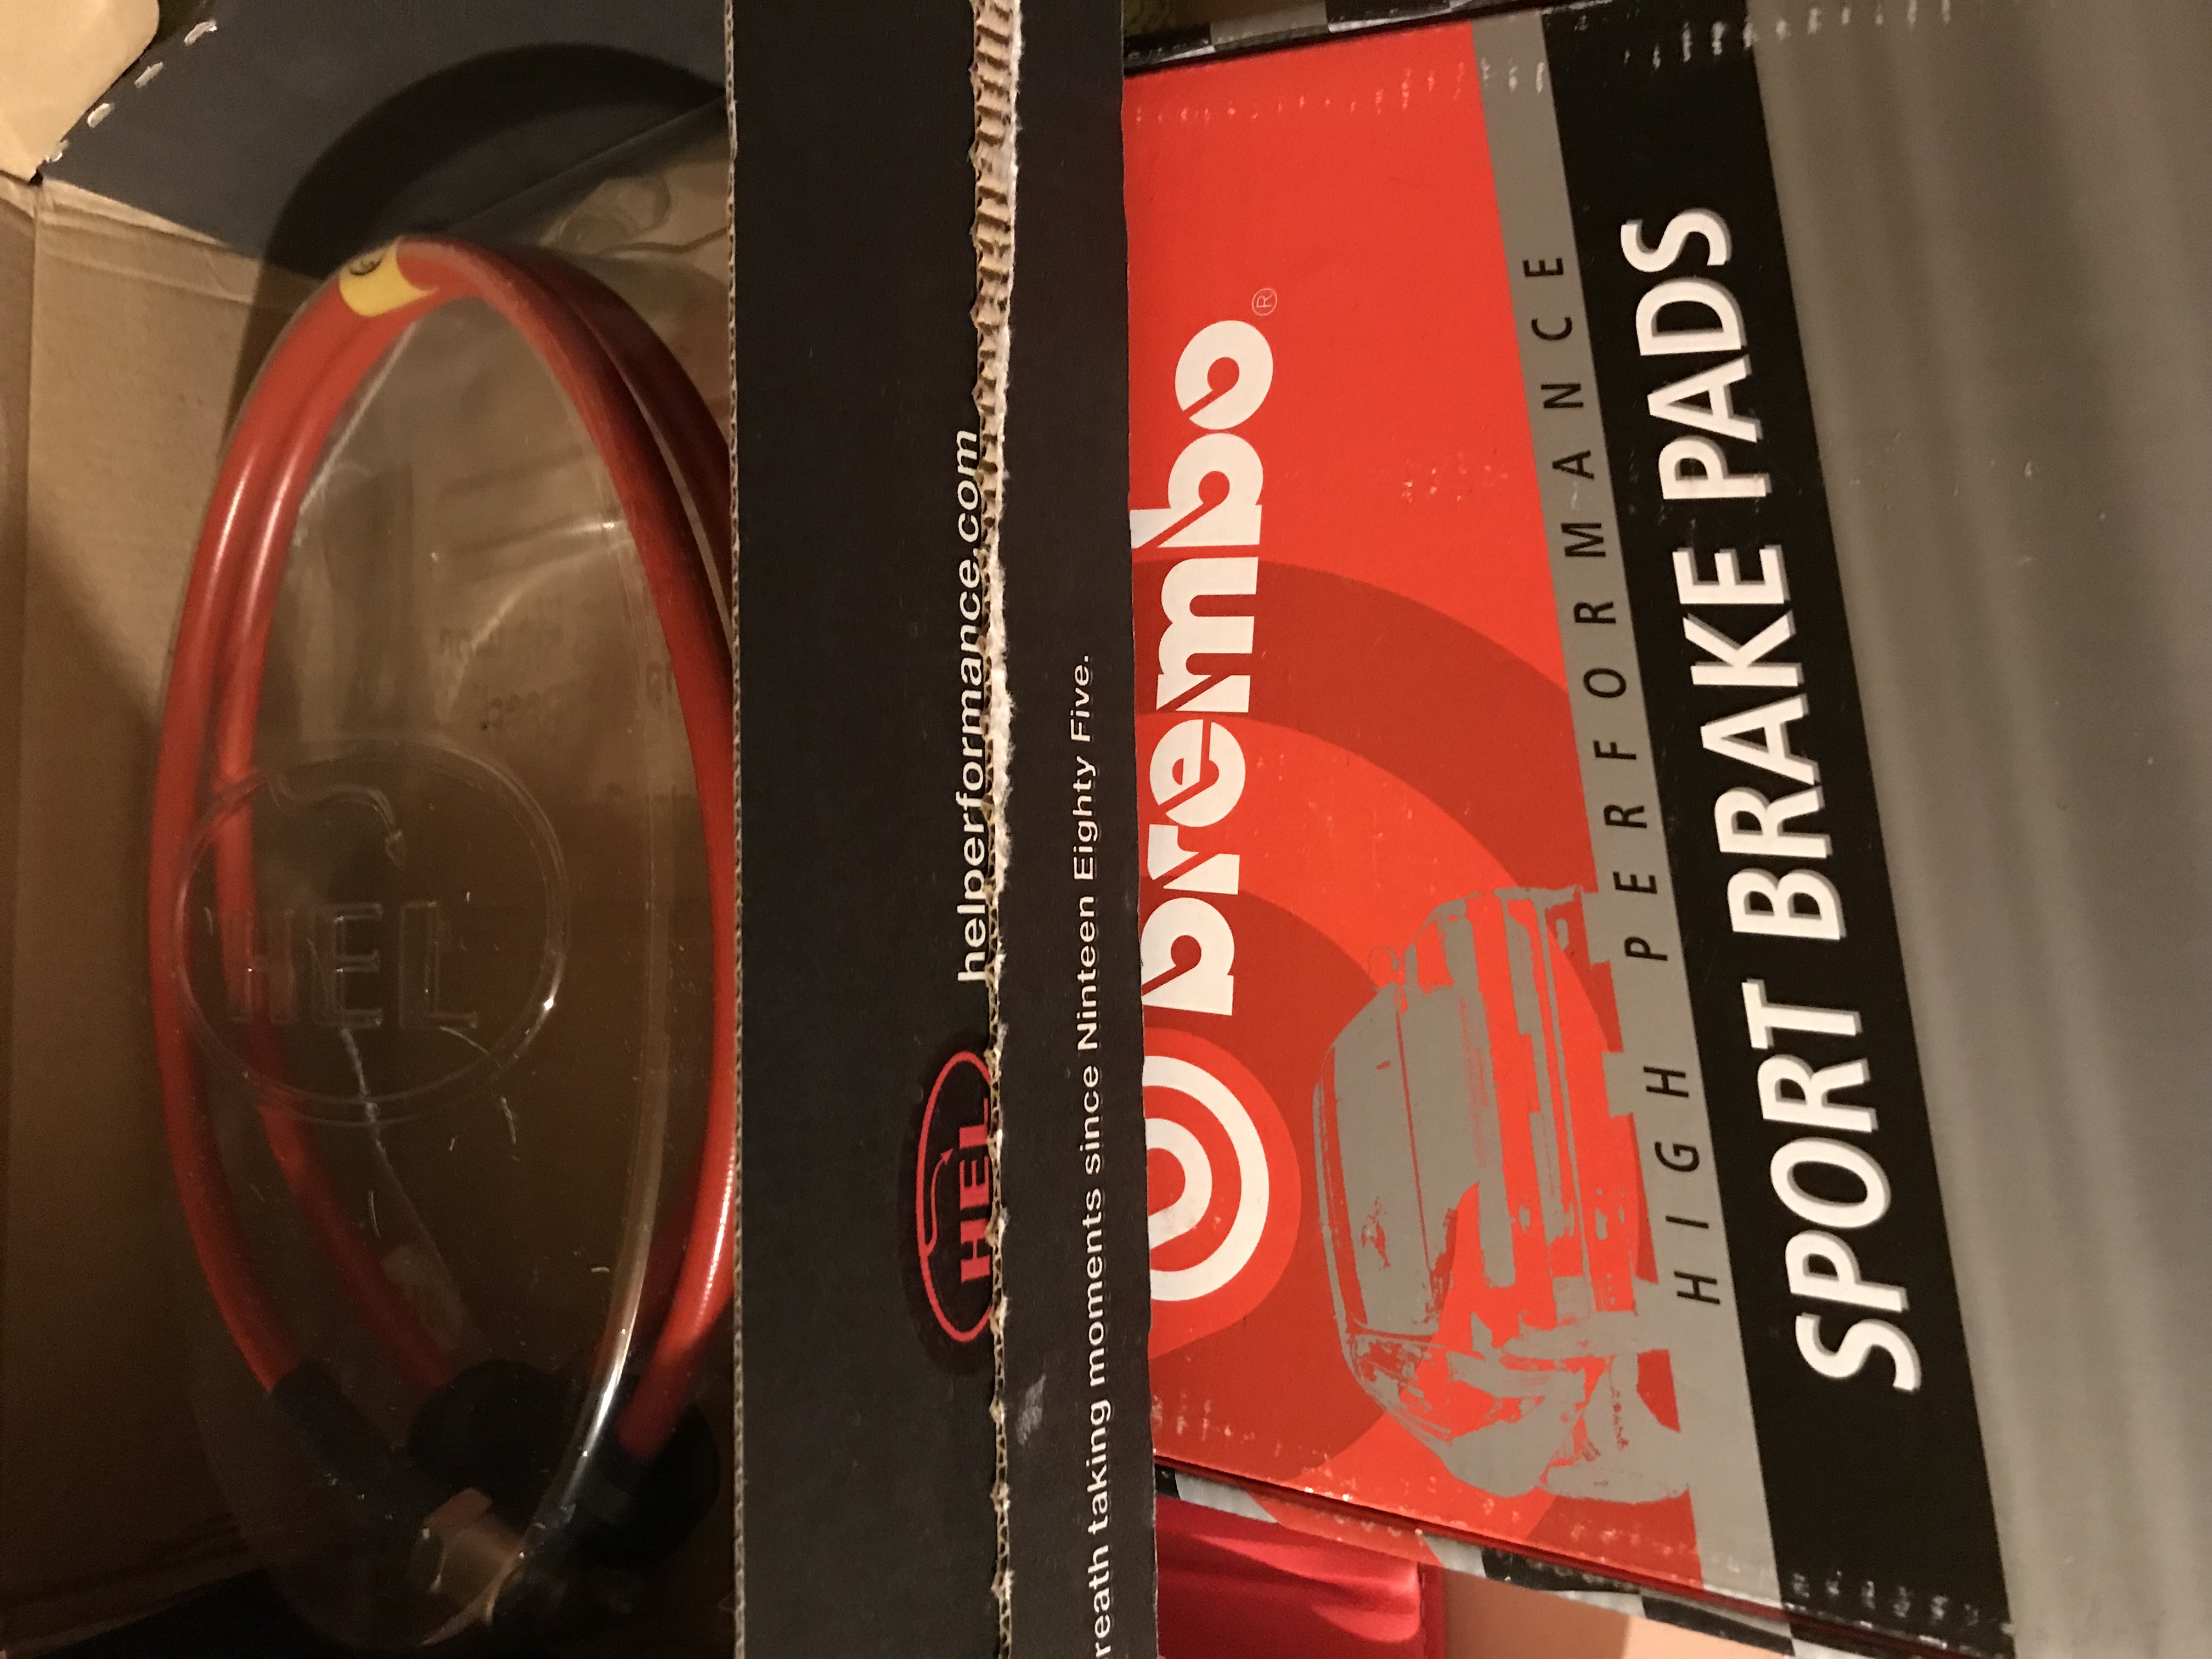 HEL
helperformance.com
HEL
reath taking moments since Ninteen Eighty Five.
brembo®
HIGH PERFORMANCE
SPORT BRAKE PADS